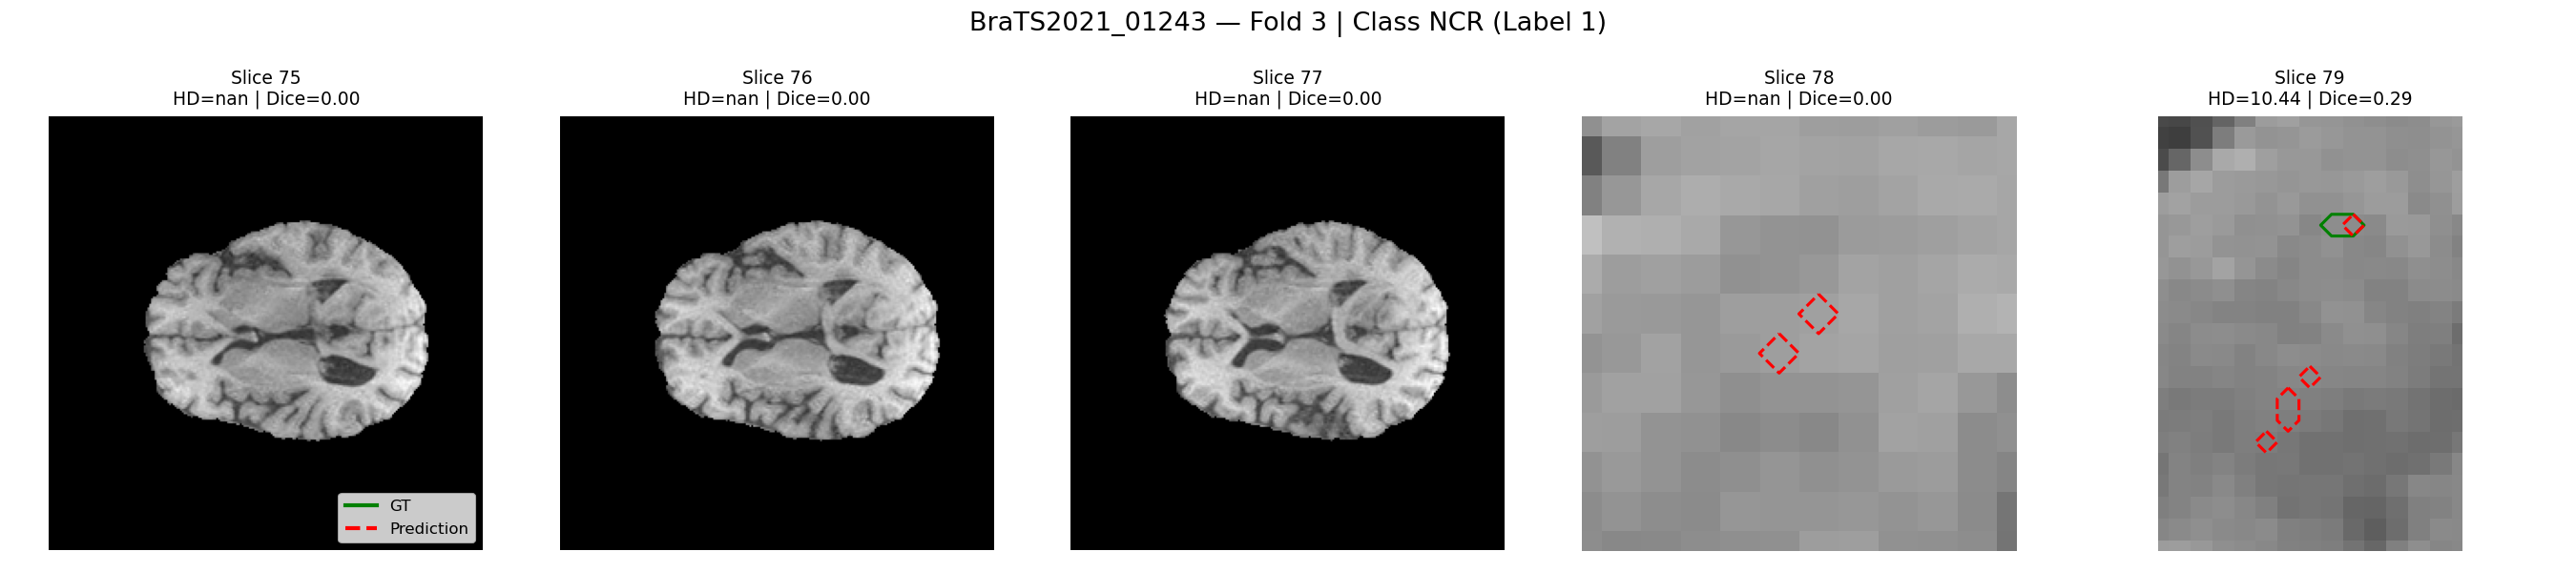 BraTS2021_01243 — Fold 3 | Class NCR (Label 1)
Slice 75
HD=nan | Dice=0.00
Slice 76
HD=nan | Dice=0.00
Slice 77
HD=nan | Dice=0.00
Slice 78
HD=nan | Dice=0.00
Slice 79
HD=10.44 | Dice=0.29
GT
Prediction